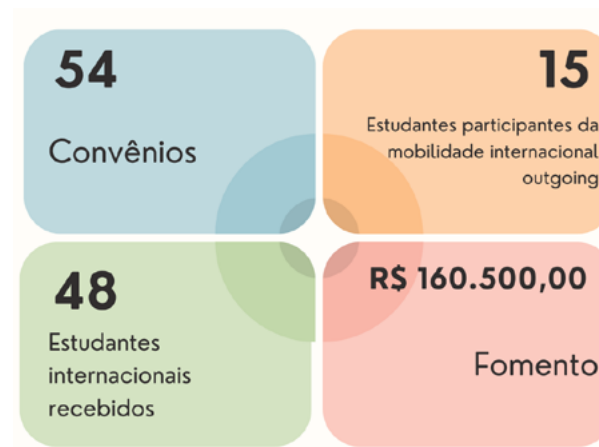 54
Convênios
15
Estudantes participantes da
mobilidade internacional
outgoing
48
Estudantes
internacionais
recebidos
R$ 160.500,00
Fomento